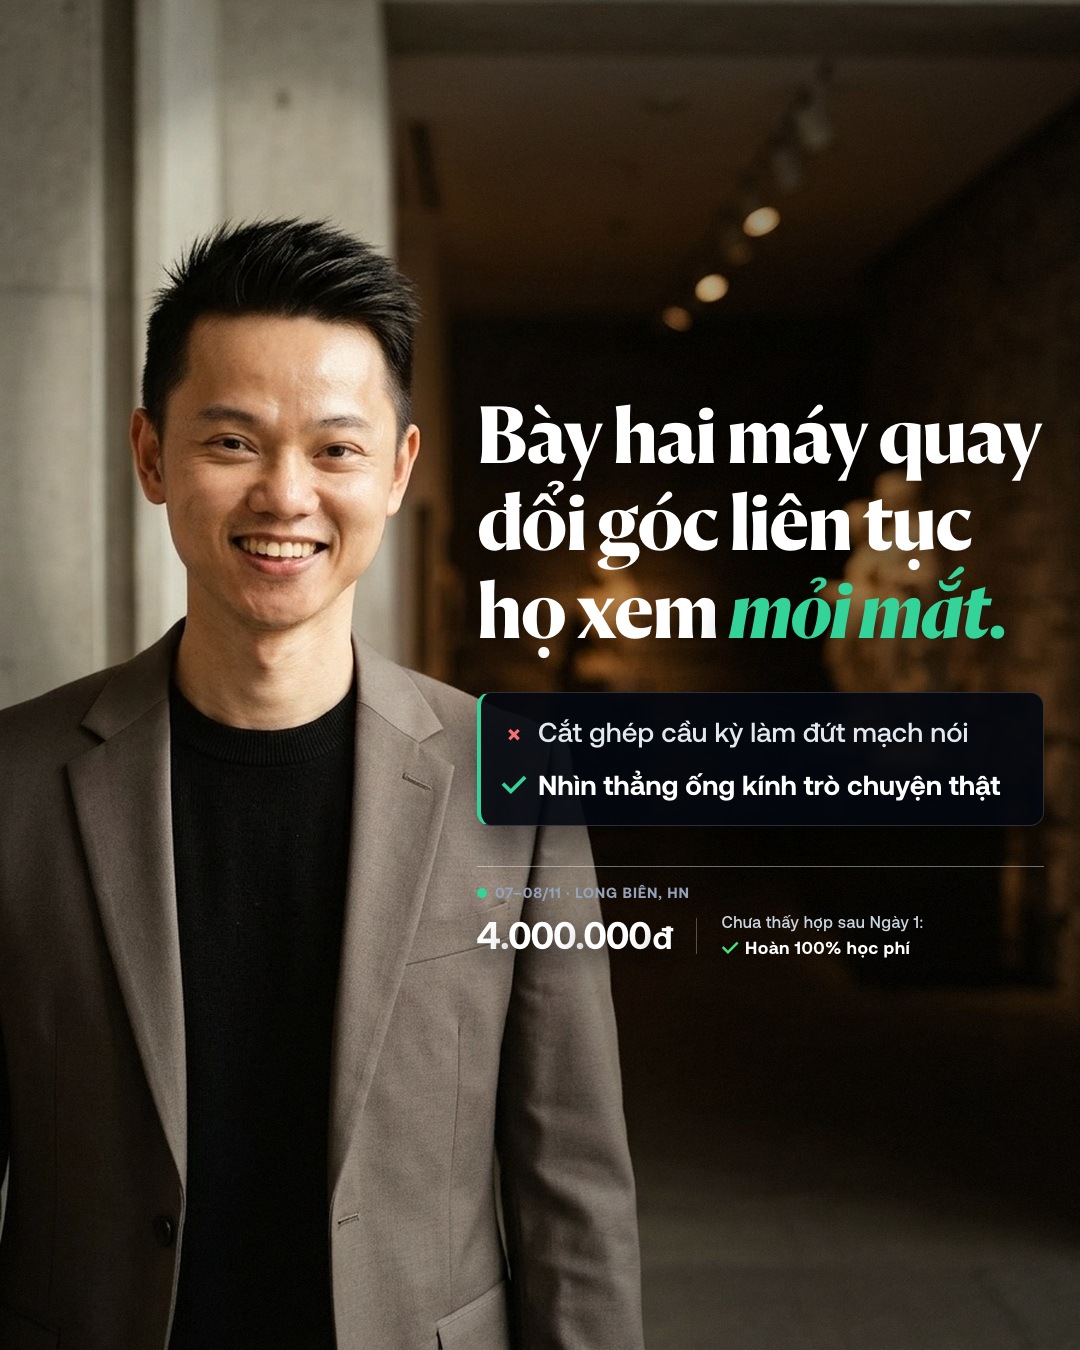 Bày hai máy quay
đổi góc liên tục
họ xem mỏi mắt.
× Cắt ghép cầu kỳ làm đứt mạch nói
✓ Nhìn thẳng ống kính trò chuyện thật
07–08/11 · LONG BIÊN, HN
4.000.000đ
Chưa thấy hợp sau Ngày 1:
✓ Hoàn 100% học phí